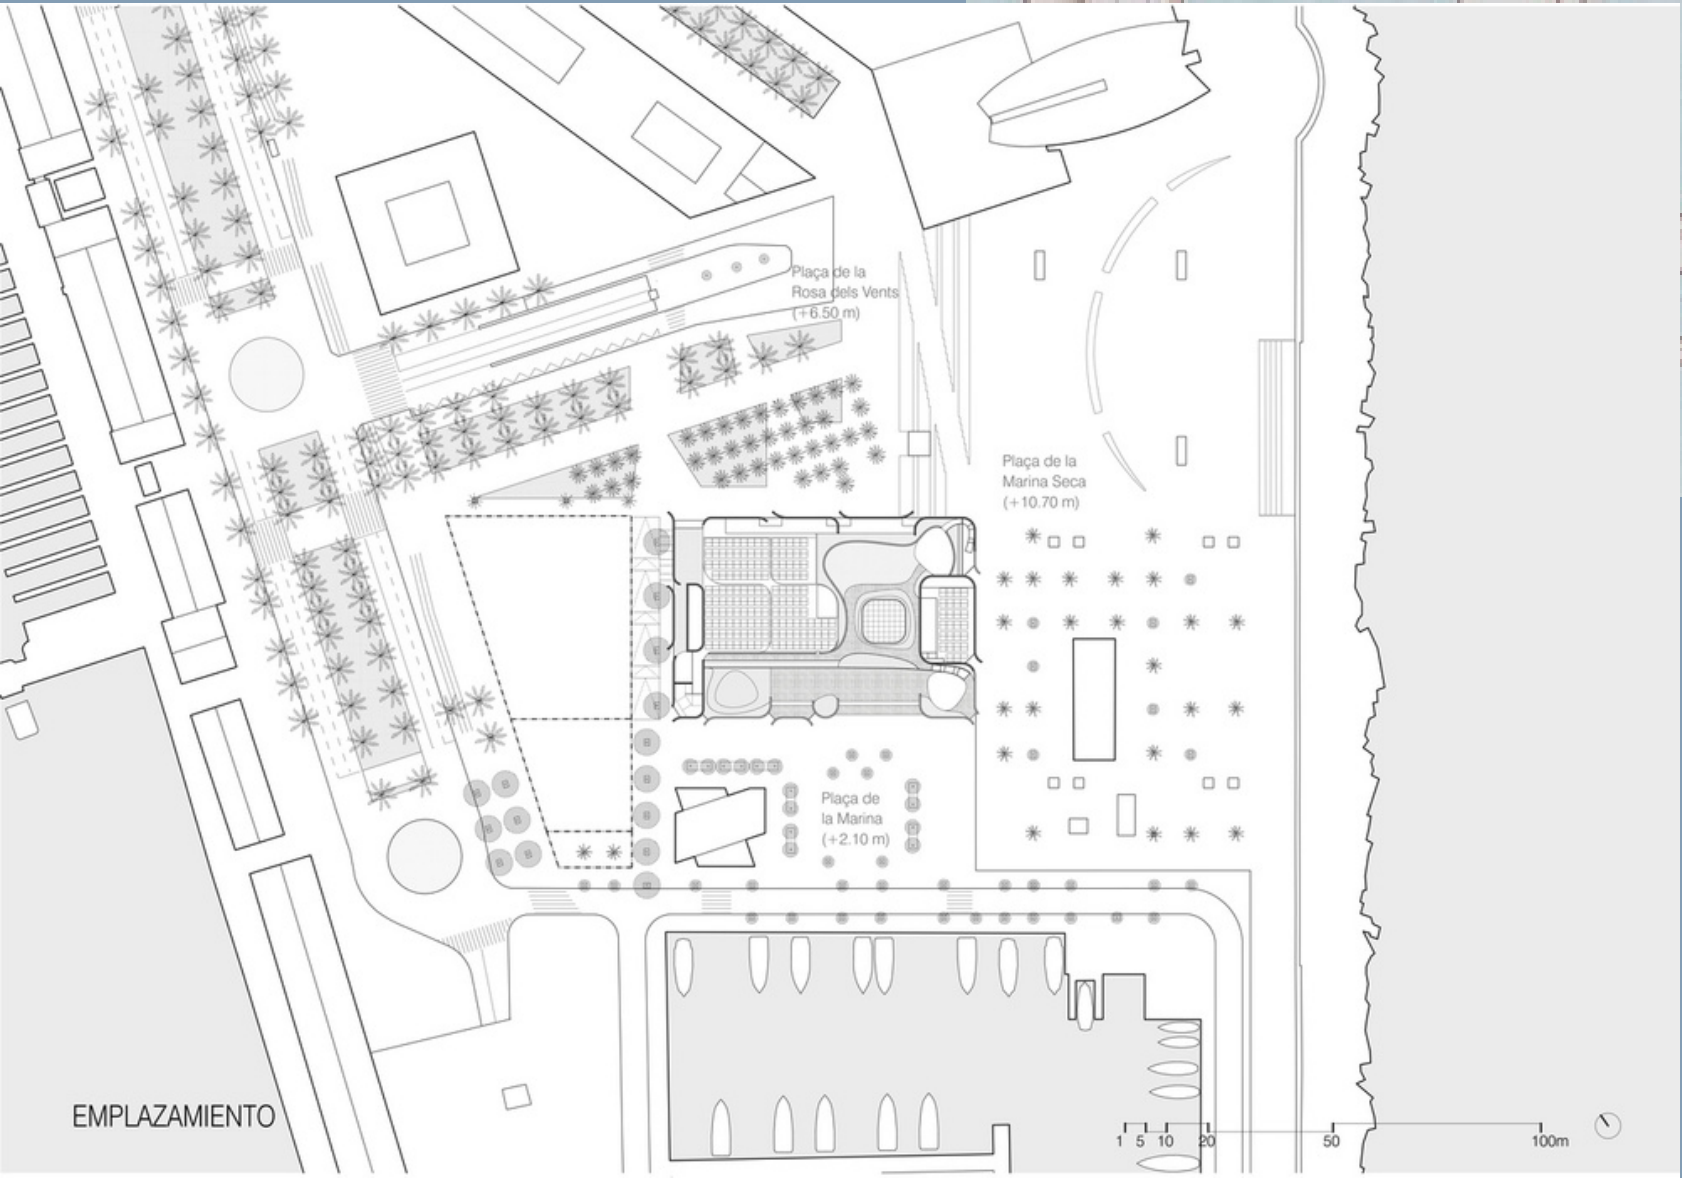 Plaça de la
Rosa dels Vents
(+6.50 m)
Plaça de la
Marina Seca
(+10.70 m)
Plaça de
la Marina
(+2.10 m)
EMPLAZAMIENTO
1 5 10 20 50 100m